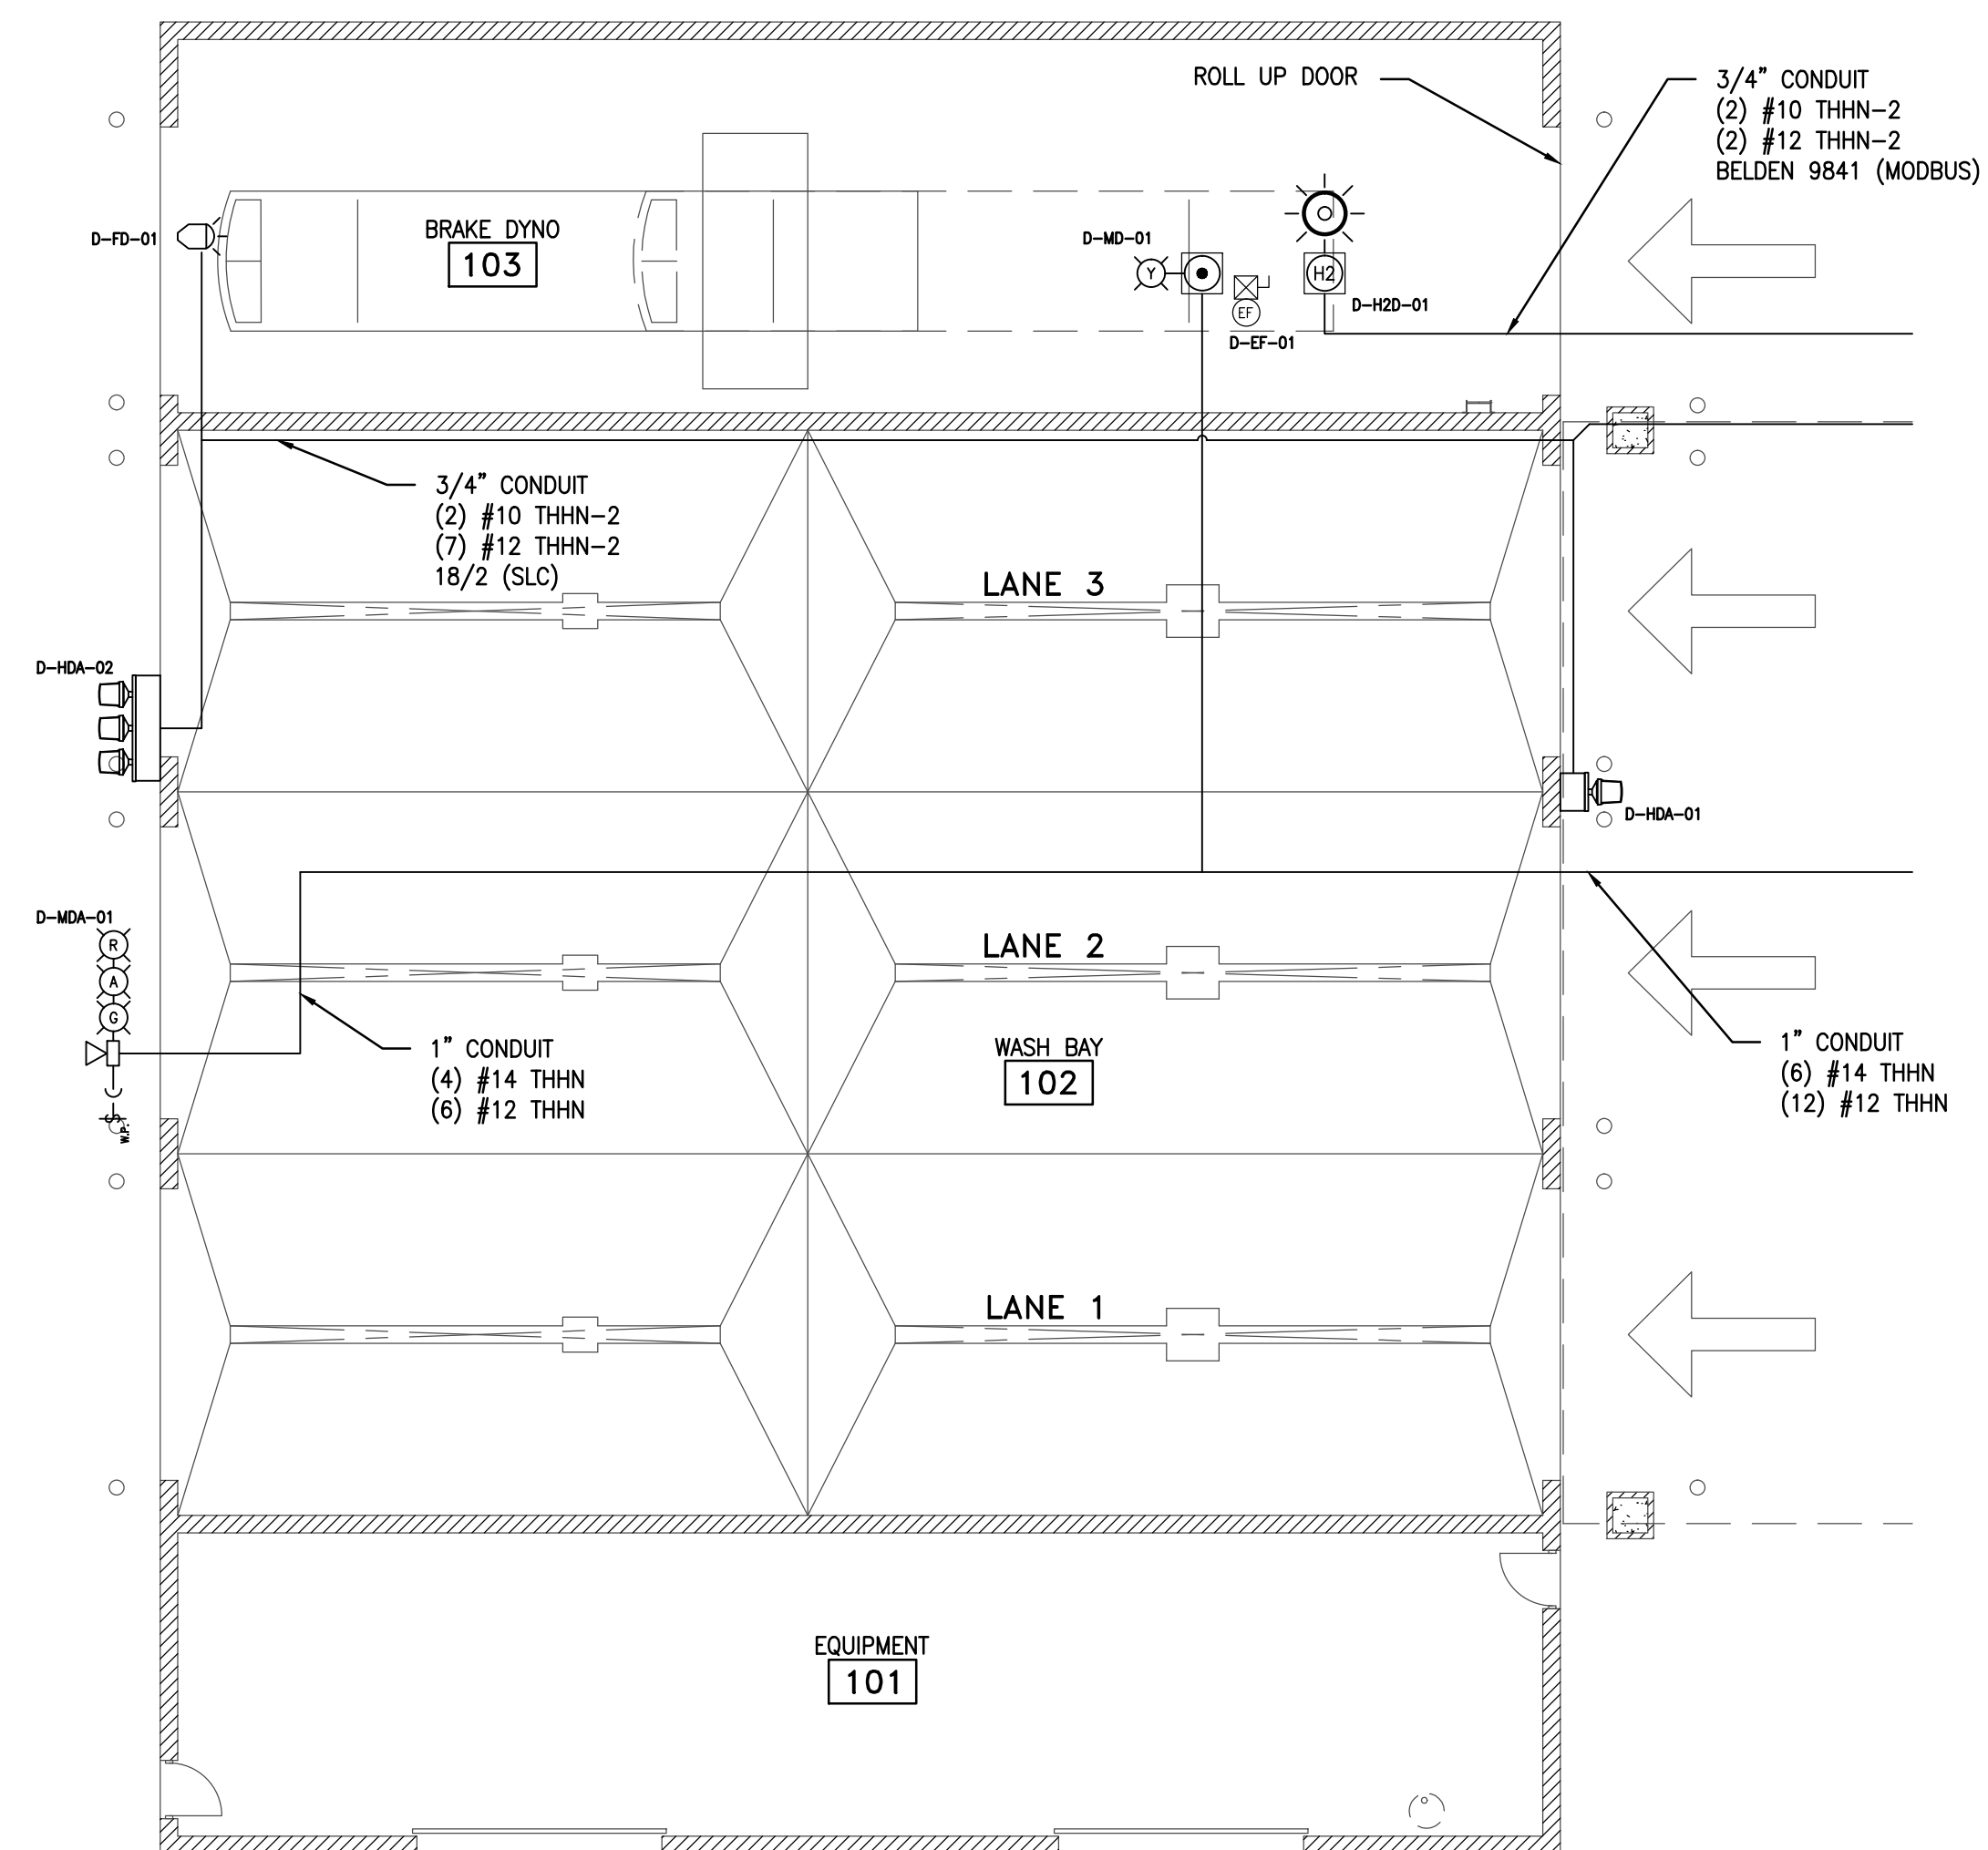 ROLL UP DOOR
3/4" CONDUIT
(2) #10 THHN-2
(2) #12 THHN-2
BELDEN 9841 (MODBUS)
D-FD-01
BRAKE DYNO
103
D-MD-01
Y
H2
EF
D-H2D-01
D-EF-01
3/4" CONDUIT
(2) #10 THHN-2
(7) #12 THHN-2
18/2 (SLC)
LANE 3
D-HDA-02
D-HDA-01
D-MDA-01
R
A
G
S
W.P.
LANE 2
1" CONDUIT
(4) #14 THHN
(6) #12 THHN
WASH BAY
102
1" CONDUIT
(6) #14 THHN
(12) #12 THHN
LANE 1
EQUIPMENT
101